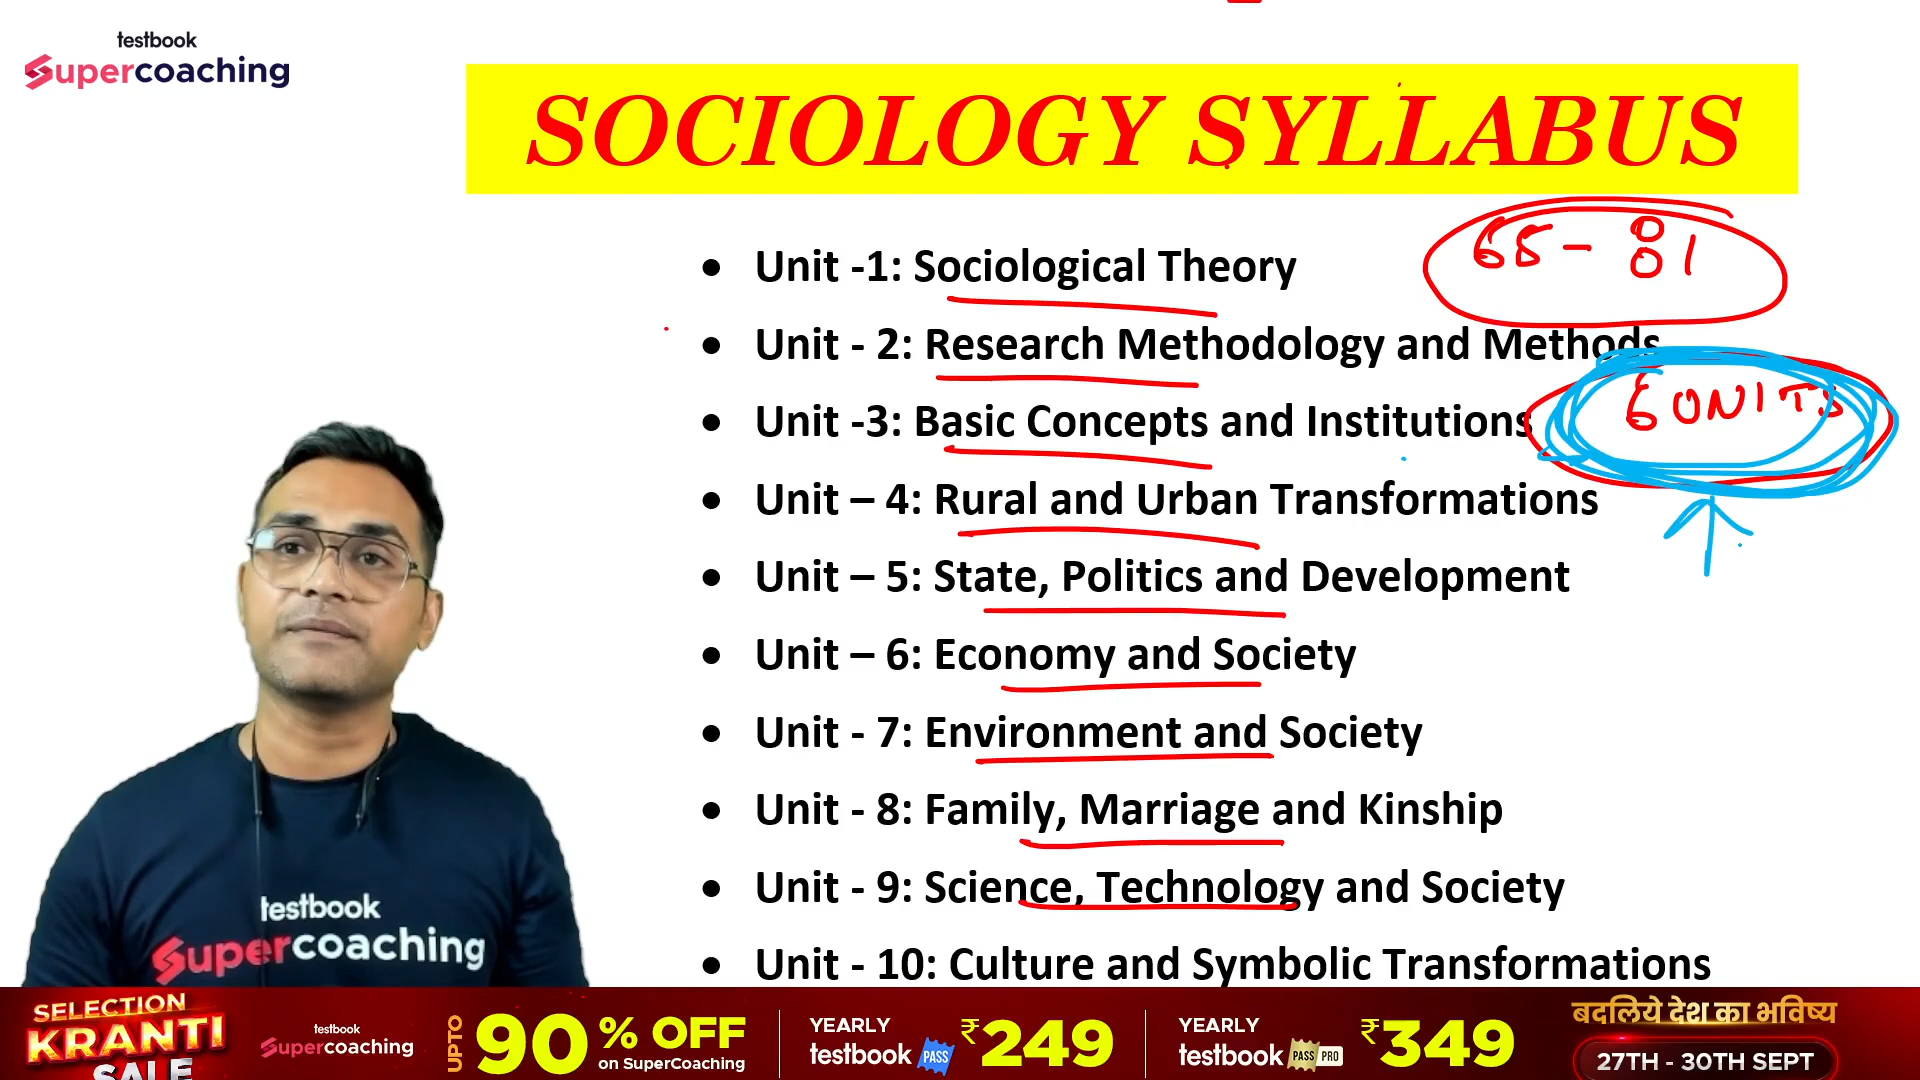 testbook
Supercoaching
SOCIOLOGY SYLLABUS
• Unit -1: Sociological Theory
68 - 81
• Unit - 2: Research Methodology and Methods
• Unit -3: Basic Concepts and Institutions
6 UNITS
• Unit – 4: Rural and Urban Transformations
• Unit – 5: State, Politics and Development
• Unit – 6: Economy and Society
• Unit - 7: Environment and Society
• Unit - 8: Family, Marriage and Kinship
• Unit - 9: Science, Technology and Society
• Unit - 10: Culture and Symbolic Transformations
testbook
Supercoaching
SELECTION
KRANTI
SALE
testbook
Supercoaching
UPTO 90% OFF
on SuperCoaching
YEARLY
testbook PASS
₹249
YEARLY
testbook PASS PRO
₹349
बदलिये देश का भविष्य
27TH - 30TH SEPT